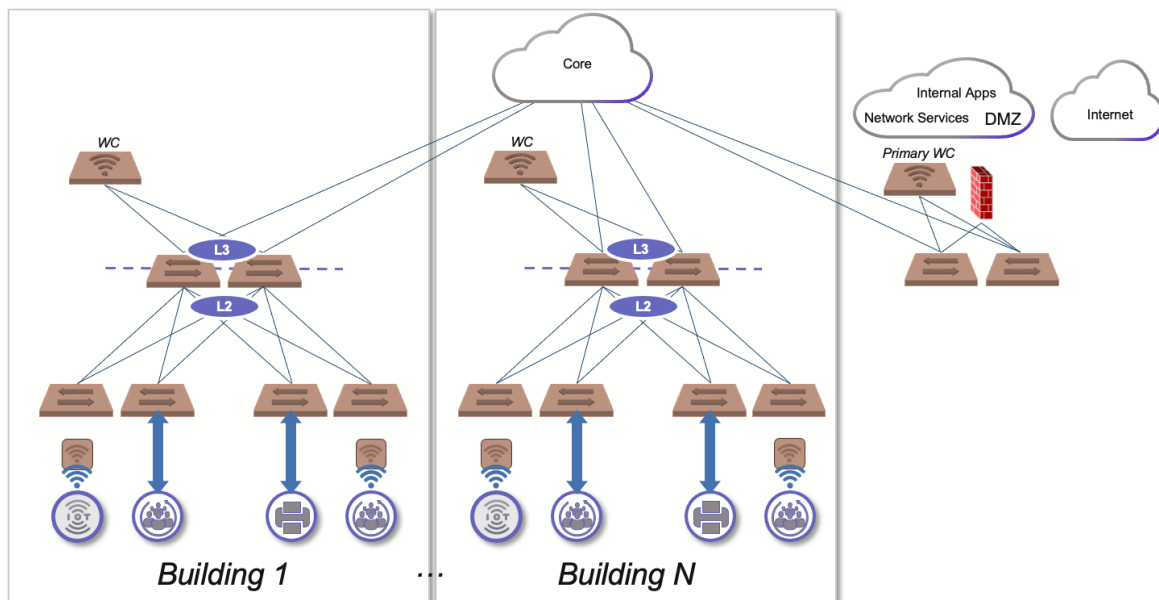 Core
Internal Apps
Network Services DMZ
Internet
WC
WC
Primary WC
L3
L3
L2
L2
IOT
IOT
Building 1
...
Building N